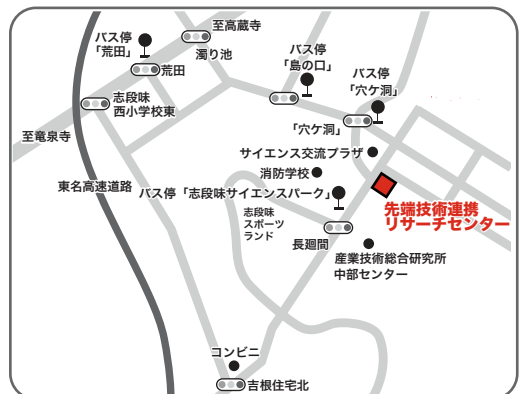 至高蔵寺
バス停
「荒田」
濁り池
荒田
バス停
「島の口」
バス停
「穴ケ洞」
志段味
西小学校東
「穴ケ洞」
至竜泉寺
サイエンス交流プラザ
消防学校
東名高速道路
バス停「志段味サイエンスパーク」
先端技術連携
リサーチセンター
志段味
スポーツ
ランド
長廻間
産業技術総合研究所
中部センター
コンビニ
吉根住宅北